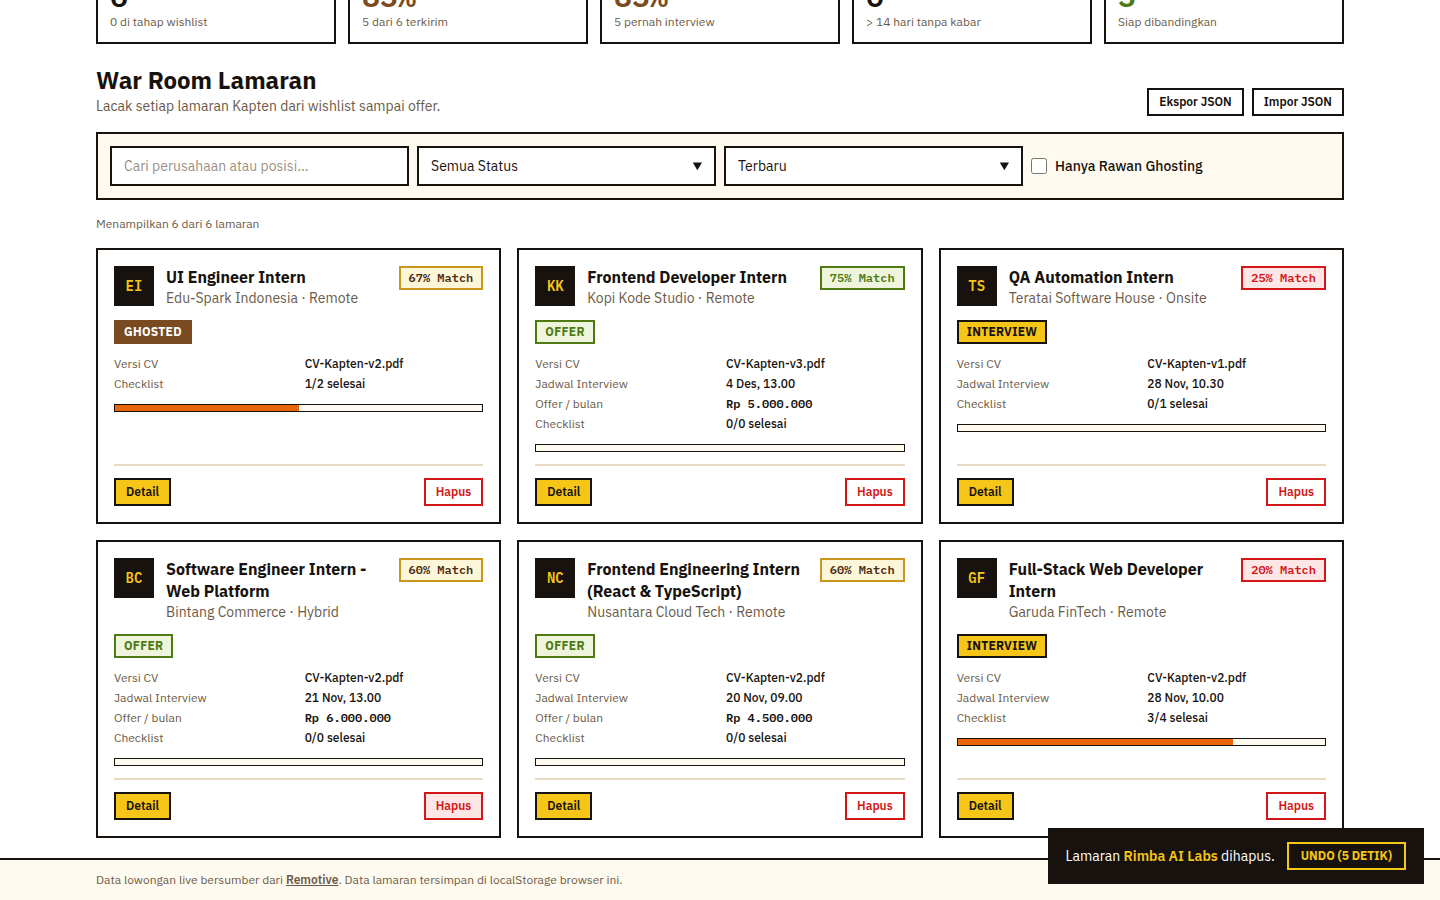 0 di tahap wishlist
5 dari 6 terkirim
5 pernah interview
> 14 hari tanpa kabar
Siap dibandingkan
War Room Lamaran
Lacak setiap lamaran Kapten dari wishlist sampai offer.
Ekspor JSON
Impor JSON
Cari perusahaan atau posisi...
Semua Status
Terbaru
Hanya Rawan Ghosting
Menampilkan 6 dari 6 lamaran
EI
UI Engineer Intern
67% Match
Edu-Spark Indonesia · Remote
GHOSTED
Versi CV CV-Kapten-v2.pdf
Checklist 1/2 selesai
Detail
Hapus
KK
Frontend Developer Intern
75% Match
Kopi Kode Studio · Remote
OFFER
Versi CV CV-Kapten-v3.pdf
Jadwal Interview 4 Des, 13.00
Offer / bulan Rp 5.000.000
Checklist 0/0 selesai
Detail
Hapus
TS
QA Automation Intern
25% Match
Teratai Software House · Onsite
INTERVIEW
Versi CV CV-Kapten-v1.pdf
Jadwal Interview 28 Nov, 10.30
Checklist 0/1 selesai
Detail
Hapus
BC
Software Engineer Intern -
Web Platform
60% Match
Bintang Commerce · Hybrid
OFFER
Versi CV CV-Kapten-v2.pdf
Jadwal Interview 21 Nov, 13.00
Offer / bulan Rp 6.000.000
Checklist 0/0 selesai
Detail
Hapus
NC
Frontend Engineering Intern
(React & TypeScript)
60% Match
Nusantara Cloud Tech · Remote
OFFER
Versi CV CV-Kapten-v2.pdf
Jadwal Interview 20 Nov, 09.00
Offer / bulan Rp 4.500.000
Checklist 0/0 selesai
Detail
Hapus
GF
Full-Stack Web Developer
Intern
20% Match
Garuda FinTech · Remote
INTERVIEW
Versi CV CV-Kapten-v2.pdf
Jadwal Interview 28 Nov, 10.00
Checklist 3/4 selesai
Detail
Hapus
Lamaran Rimba AI Labs dihapus.
UNDO (5 DETIK)
Data lowongan live bersumber dari Remotive. Data lamaran tersimpan di localStorage browser ini.